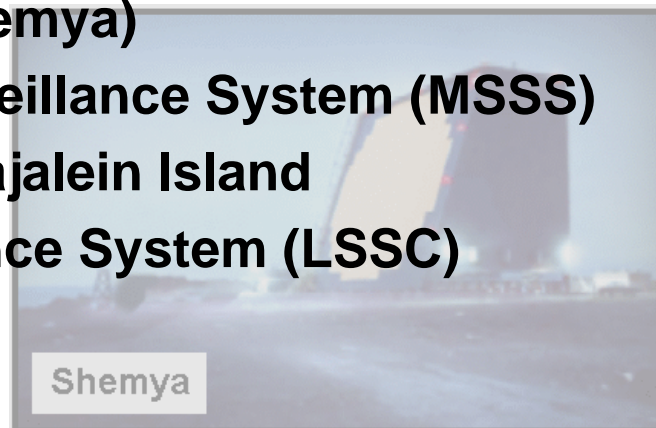 emya)
eillance System (MSSS)
ajalein Island
ce System (LSSC)
Shemya